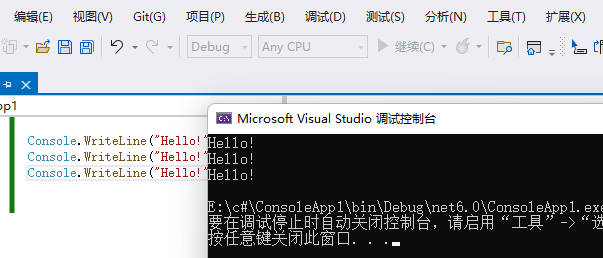 编辑(E) 视图(V) Git(G) 项目(P) 生成(B) 调试(D) 测试(S) 分析(N) 工具(T) 扩展(X)
Debug Any CPU 继续(C)
pp1
Microsoft Visual Studio 调试控制台
Console.WriteLine("Hello!"
Console.WriteLine("Hello!"
Console.WriteLine("Hello!"
Hello!
Hello!
Hello!
E:\c#\ConsoleApp1\bin\Debug\net6.0\ConsoleApp1.exe
要在调试停止时自动关闭控制台，请启用“工具”->“选
按任意键关闭此窗口. . .